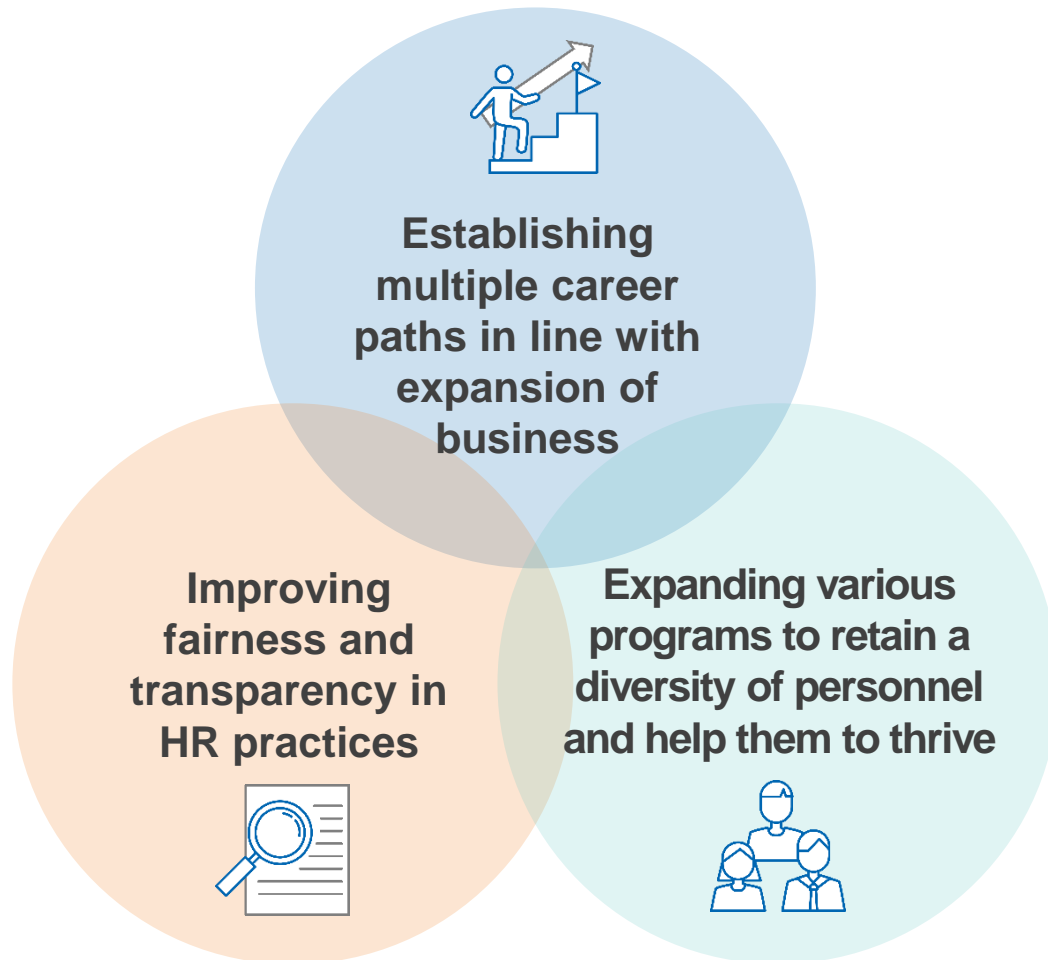 Establishing
multiple career
paths in line with
expansion of
business
Improving
fairness and
transparency in
HR practices
Expanding various
programs to retain a
diversity of personnel
and help them to thrive